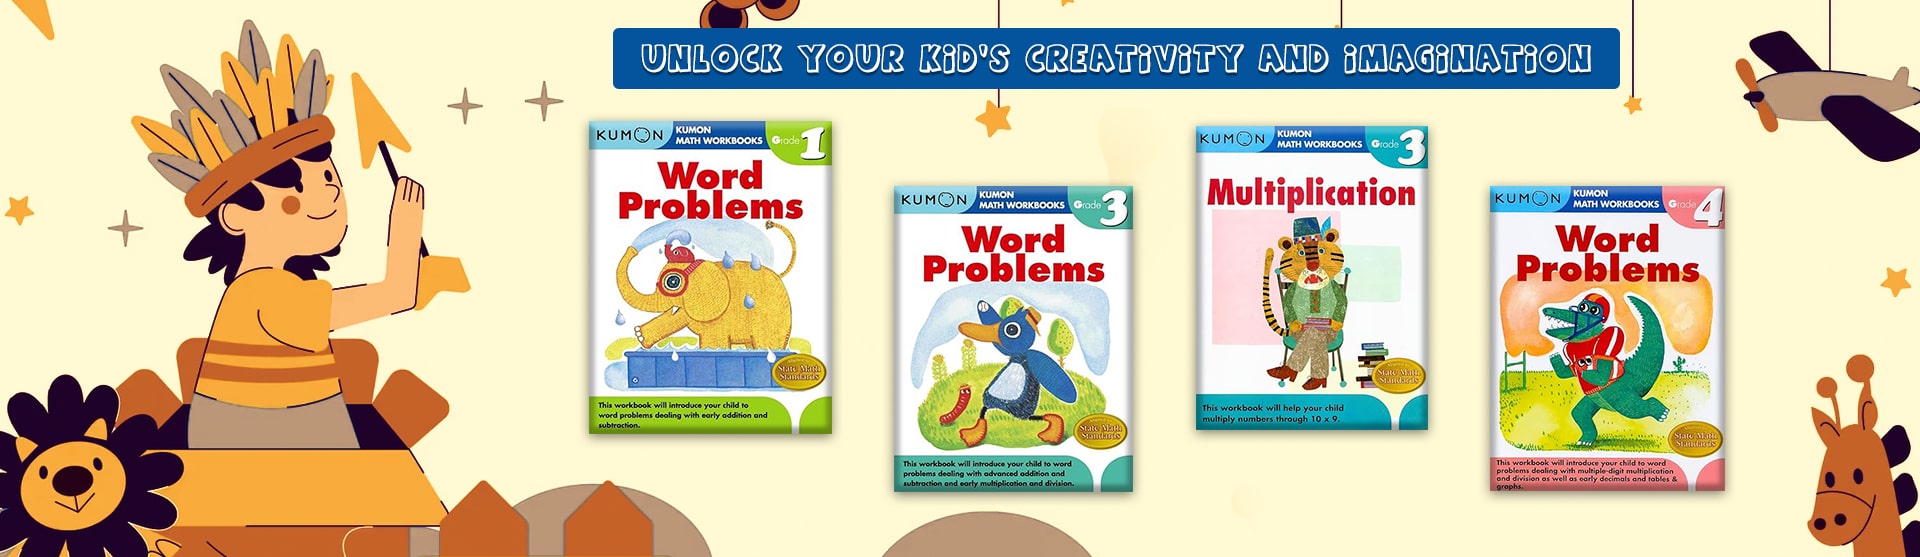 UNLOCK YOUR KID'S CREATIVITY AND IMAGINATION
KUMON
KUMON
MATH WORKBOOKS
Grade 1
Word
Problems
State Math
Standards
This workbook will introduce your child to
word problems dealing with early addition and
subtraction.
KUMON
KUMON
MATH WORKBOOKS
Grade 3
Word
Problems
State Math
Standards
This workbook will introduce your child to word
problems dealing with advanced addition and
subtraction and early multiplication and division.
KUMON
KUMON
MATH WORKBOOKS
Grade 3
Multiplication
State Math
Standards
This workbook will help your child
multiply numbers through 10 x 9.
KUMON
KUMON
MATH WORKBOOKS
Grade 4
Word
Problems
State Math
Standards
This workbook will introduce your child to word
problems dealing with multiple-digit multiplication
and division as well as early decimals and tables &
graphs.